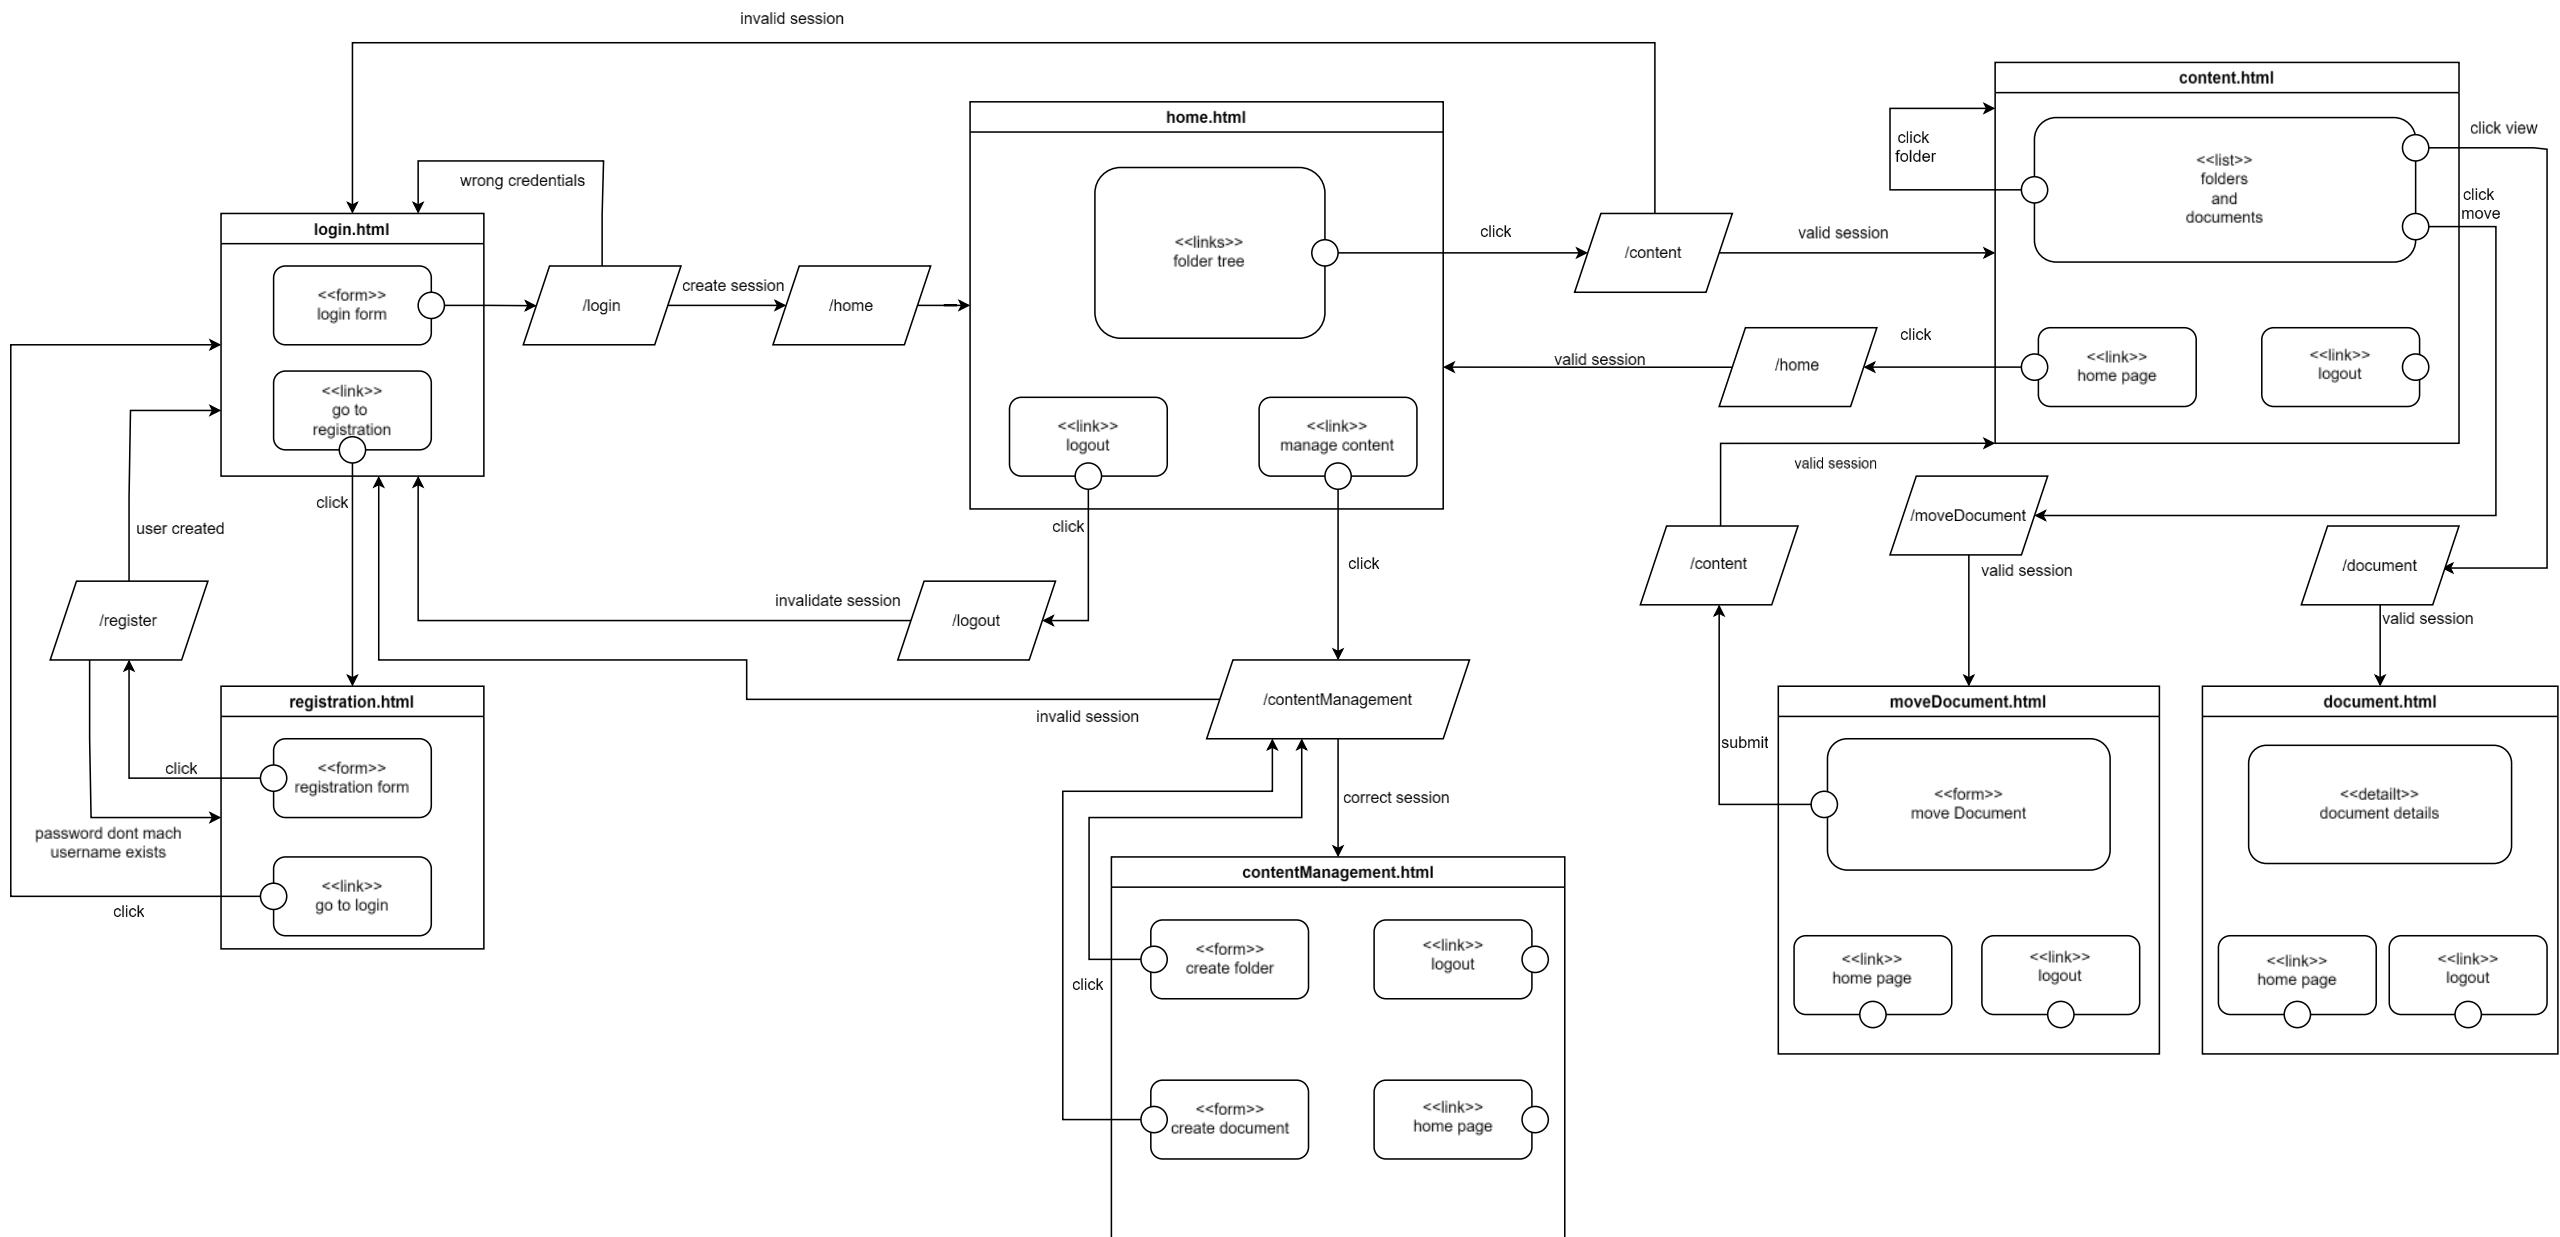 invalid session
content.html
home.html
click view
click
folder
<<list>>
folders
and
documents
wrong credentials
click
move
login.html
<<links>>
folder tree
click
/content
valid session
<<form>>
login form
/login
create session
/home
click
valid session
/home
<<link>>
home page
<<link>>
logout
<<link>>
go to
registration
<<link>>
logout
<<link>>
manage content
valid session
click
user created
click
/moveDocument
click
/content
valid session
/document
invalidate session
/logout
/register
valid session
/contentManagement
invalid session
registration.html
moveDocument.html
document.html
submit
click
<<form>>
registration form
correct session
<<form>>
move Document
<<detailt>>
document details
password dont mach
username exists
contentManagement.html
<<link>>
go to login
click
<<form>>
create folder
<<link>>
logout
<<link>>
home page
<<link>>
logout
<<link>>
home page
<<link>>
logout
click
<<form>>
create document
<<link>>
home page